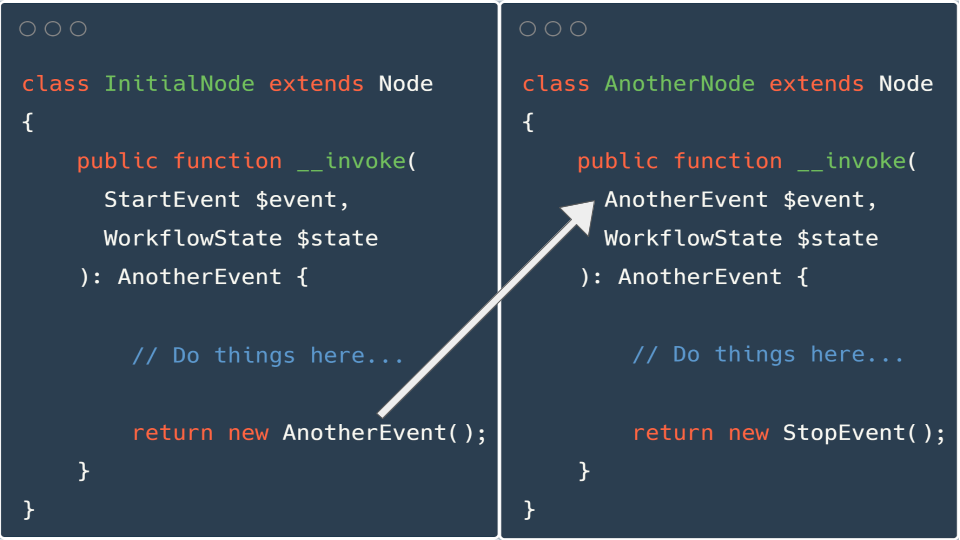 class InitialNode extends Node
{
    public function __invoke(
      StartEvent $event,
      WorkflowState $state
    ): AnotherEvent {

        // Do things here...

        return new AnotherEvent();
    }
}
class AnotherNode extends Node
{
    public function __invoke(
      AnotherEvent $event,
      WorkflowState $state
    ): AnotherEvent {

        // Do things here...

        return new StopEvent();
    }
}